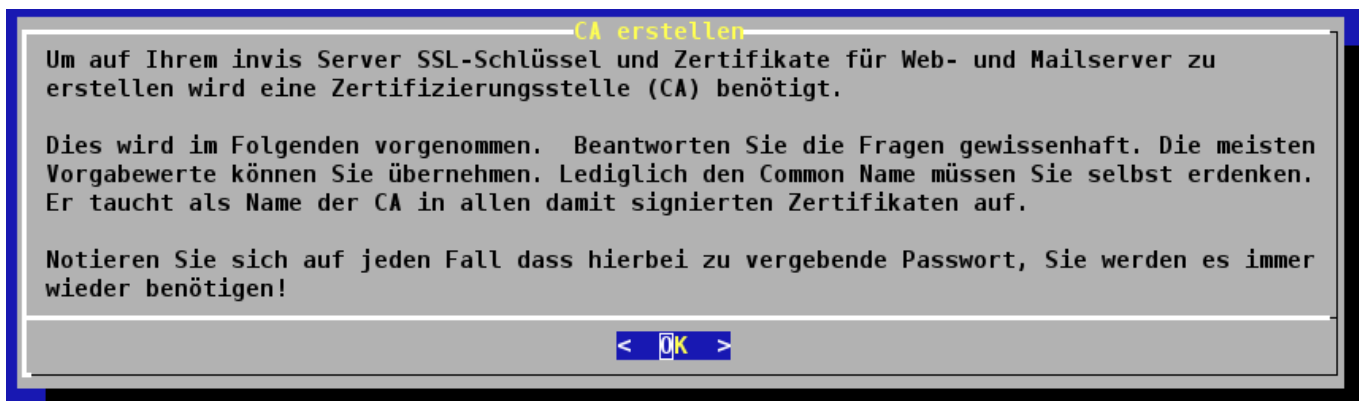 CA erstellen
Um auf Ihrem invis Server SSL-Schlüssel und Zertifikate für Web- und Mailserver zu
erstellen wird eine Zertifizierungsstelle (CA) benötigt.
Dies wird im Folgenden vorgenommen.  Beantworten Sie die Fragen gewissenhaft. Die meisten
Vorgabewerte können Sie übernehmen. Lediglich den Common Name müssen Sie selbst erdenken.
Er taucht als Name der CA in allen damit signierten Zertifikaten auf.
Notieren Sie sich auf jeden Fall dass hierbei zu vergebende Passwort, Sie werden es immer
wieder benötigen!
<  OK  >